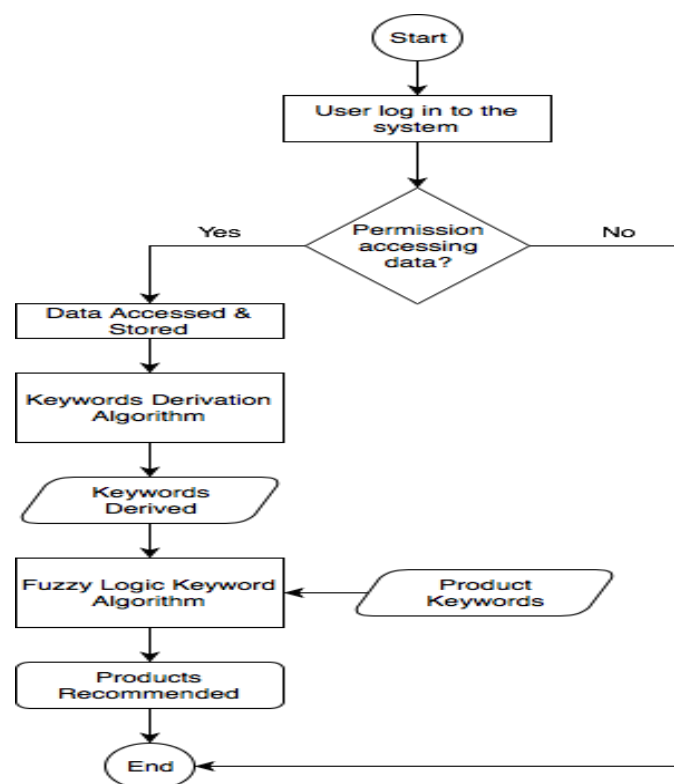 Start
User log in to the
system
Permission
accessing
data?
Yes
No
Data Accessed &
Stored
Keywords Derivation
Algorithm
Keywords
Derived
Fuzzy Logic Keyword
Algorithm
Product
Keywords
Products
Recommended
End